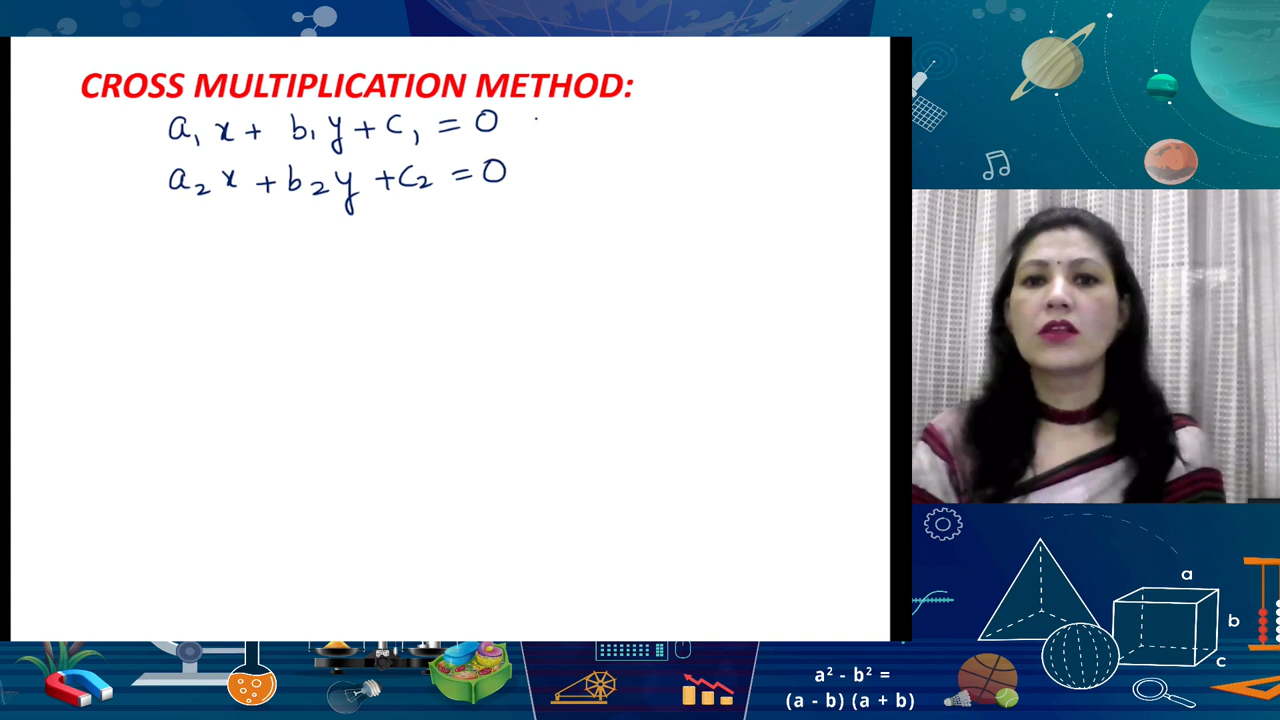 CROSS MULTIPLICATION METHOD:
a₁x + b₁y + c₁ = 0
a₂x + b₂y + c₂ = 0
a
b
c
a² - b² =
(a - b) (a + b)